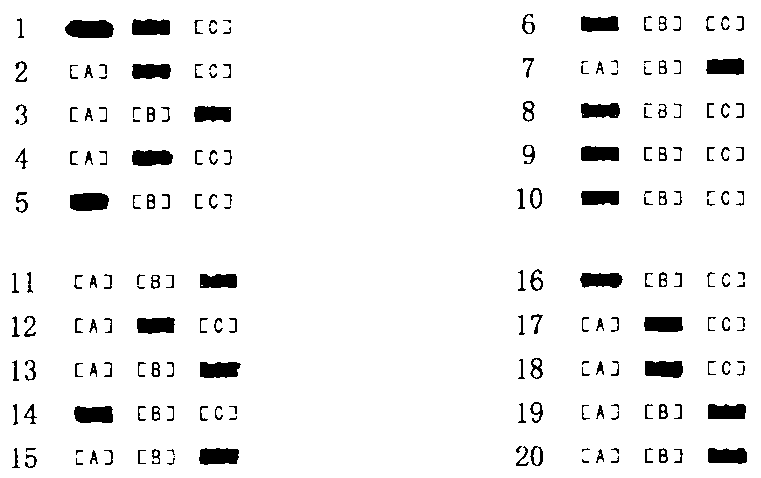 1 [C]
2 [A] [C]
3 [A] [B]
4 [A] [C]
5 [B] [C]
6 [B] [C]
7 [A] [B]
8 [B] [C]
9 [B] [C]
10 [B] [C]
11 [A] [B]
12 [A] [C]
13 [A] [B]
14 [B] [C]
15 [A] [B]
16 [B] [C]
17 [A] [C]
18 [A] [C]
19 [A] [B]
20 [A] [B]